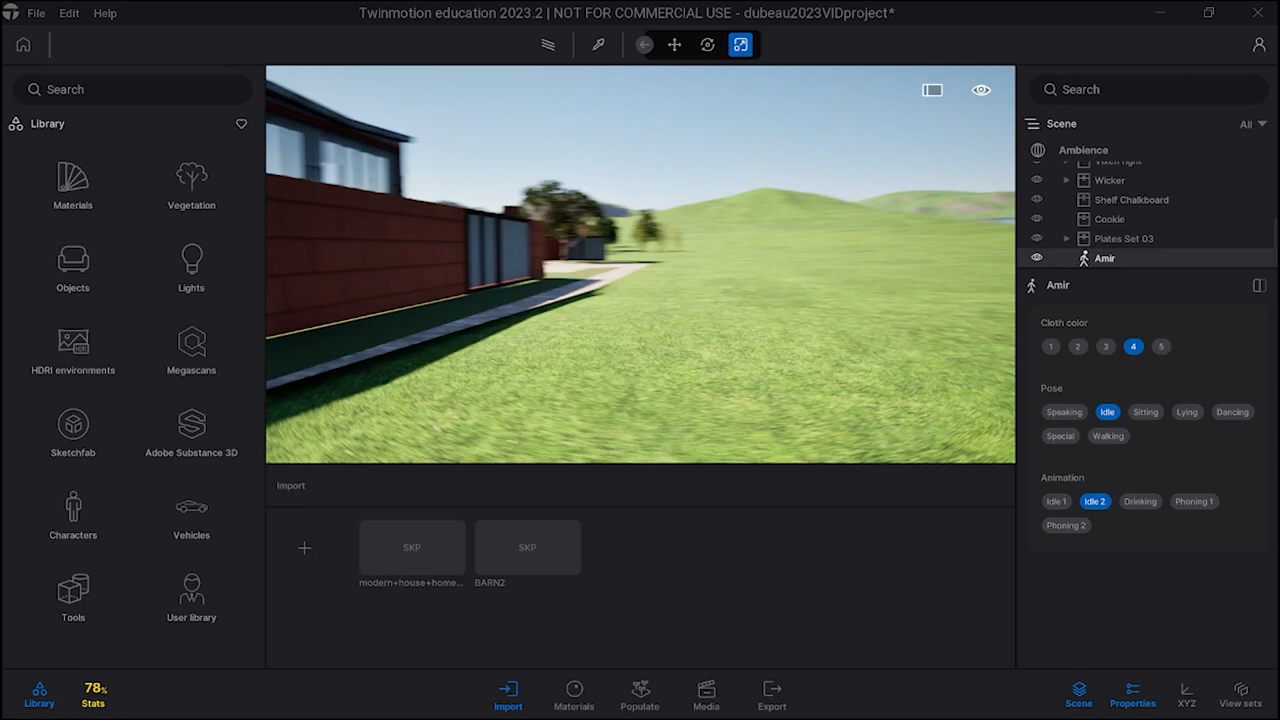 File Edit Help
Twinmotion education 2023.2 | NOT FOR COMMERCIAL USE - dubeau2023VIDproject*
Search
Library
Materials Vegetation
Objects Lights
HDRI environments Megascans
Sketchfab Adobe Substance 3D
Characters Vehicles
Tools User library
Import
SKP SKP
modern+house+home... BARN2
Search
Scene All
Ambience
Wicker
Shelf Chalkboard
Cookie
Plates Set 03
Amir
Amir
Cloth color
1 2 3 4 5
Pose
Speaking Idle Sitting Lying Dancing
Special Walking
Animation
Idle 1 Idle 2 Drinking Phoning 1
Phoning 2
Library 78% Stats Import Materials Populate Media Export Scene Properties XYZ View sets